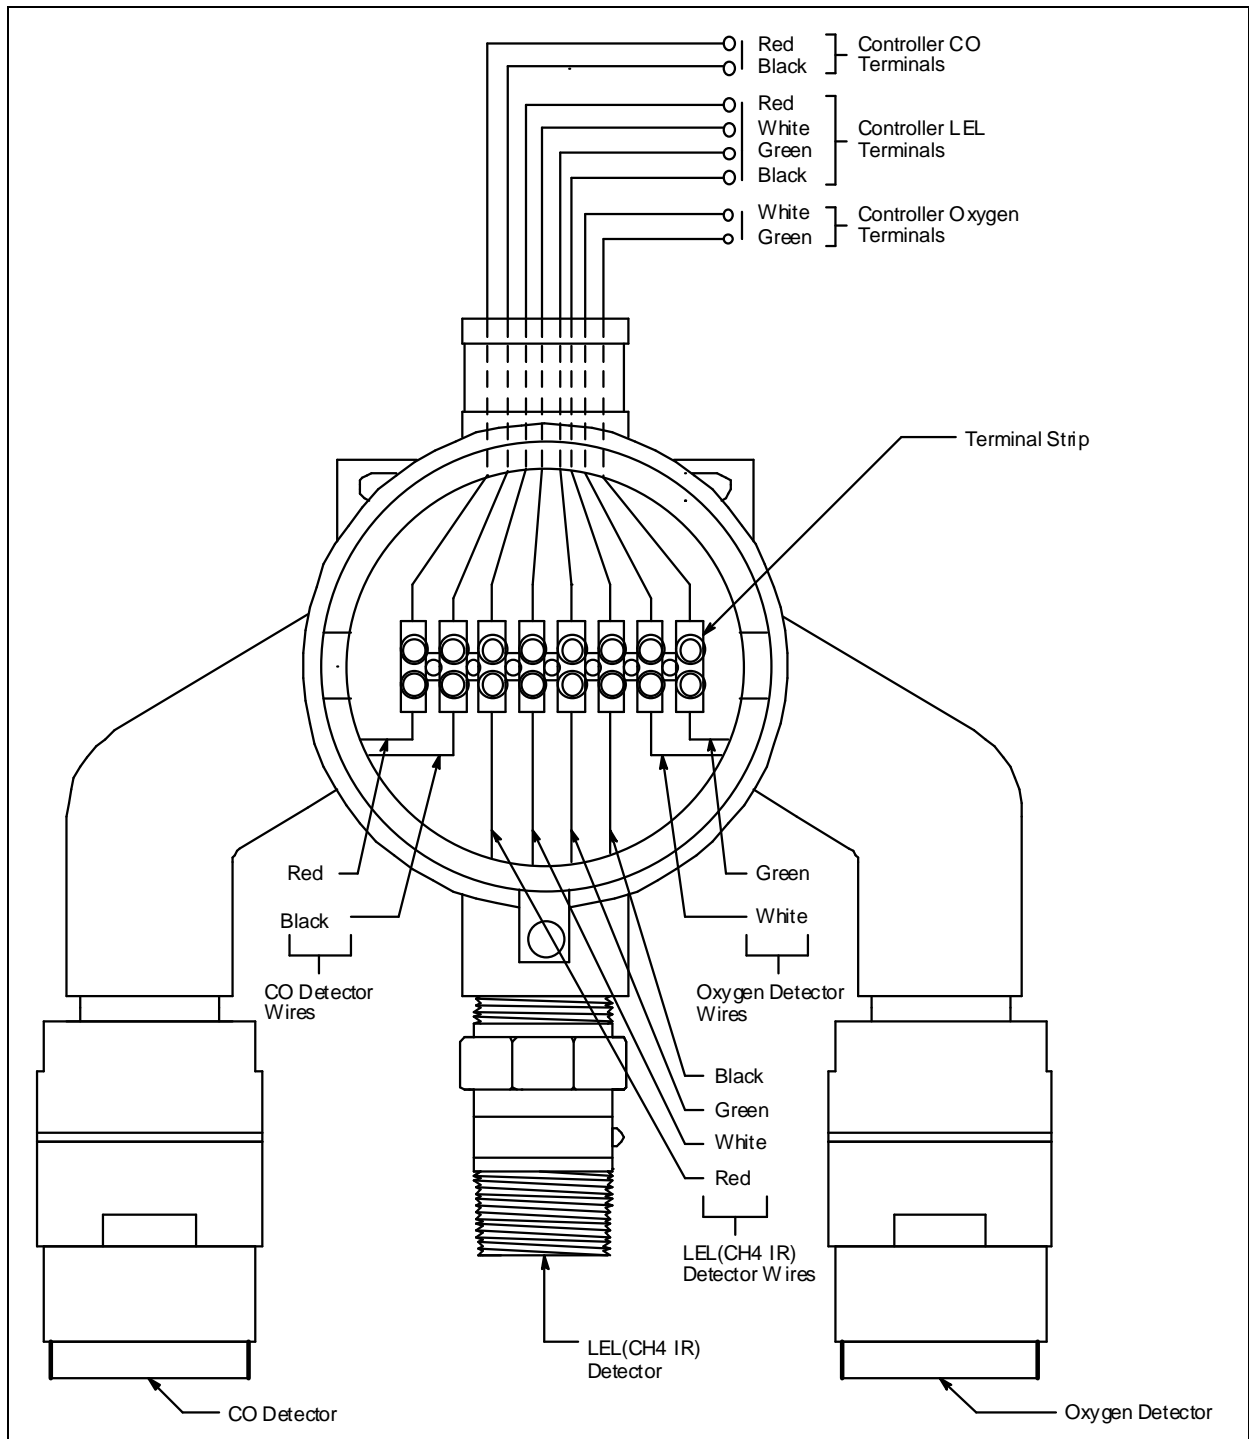 Red
Black
Controller CO
Terminals
Red
White
Green
Black
Controller LEL
Terminals
White
Green
Controller Oxygen
Terminals
Terminal Strip
Red
Black
CO Detector
Wires
Green
White
Oxygen Detector
Wires
Black
Green
White
Red
LEL(CH4 IR)
Detector Wires
LEL(CH4 IR)
Detector
CO Detector
Oxygen Detector